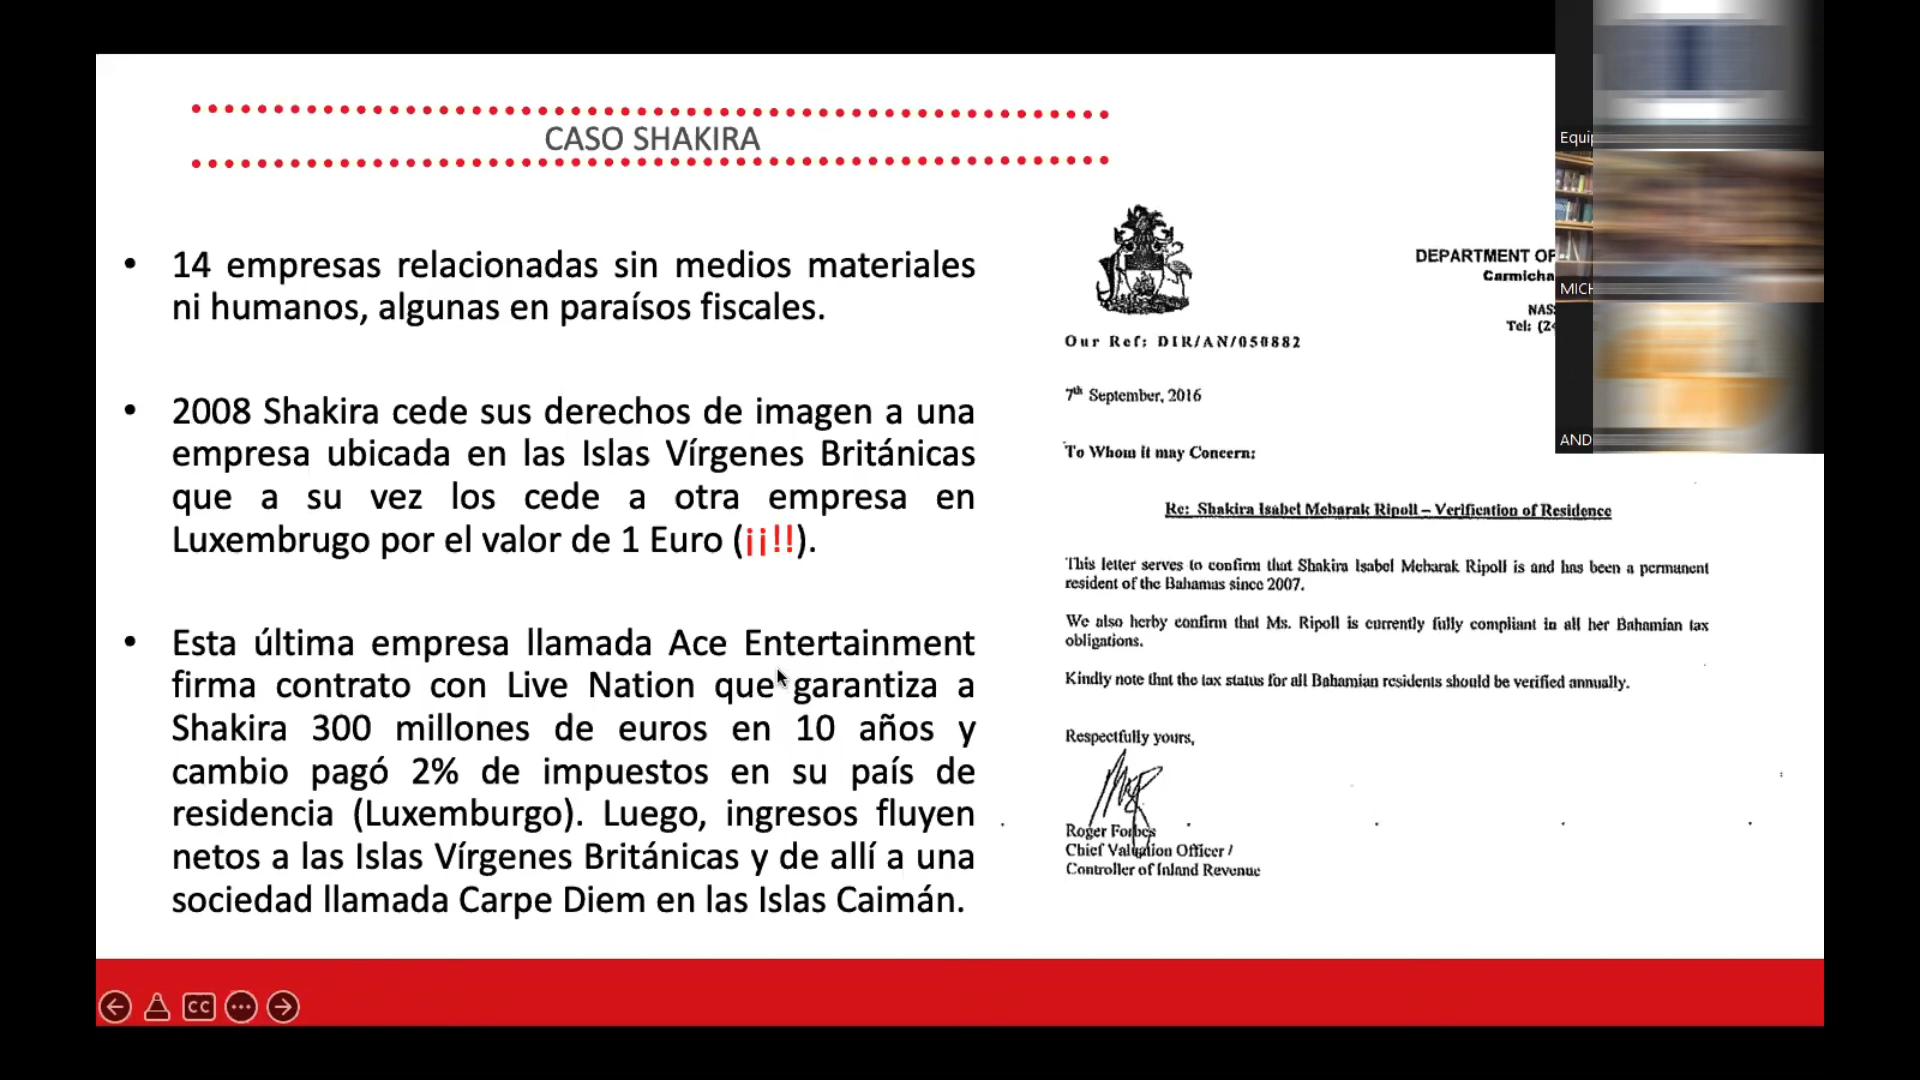 CASO SHAKIRA
• 14 empresas relacionadas sin medios materiales
ni humanos, algunas en paraísos fiscales.
• 2008 Shakira cede sus derechos de imagen a una
empresa ubicada en las Islas Vírgenes Británicas
que a su vez los cede a otra empresa en
Luxembrugo por el valor de 1 Euro (¡¡!!).
• Esta última empresa llamada Ace Entertainment
firma contrato con Live Nation que garantiza a
Shakira 300 millones de euros en 10 años y
cambio pagó 2% de impuestos en su país de
residencia (Luxemburgo). Luego, ingresos fluyen
netos a las Islas Vírgenes Británicas y de allí a una
sociedad llamada Carpe Diem en las Islas Caimán.
DEPARTMENT OF
Carmicha
NAS
Tel: (24
Our Ref: DIR/AN/050882
7th September, 2016
To Whom it may Concern:
Re: Shakira Isabel Mebarak Ripoll – Verification of Residence
This letter serves to confirm that Shakira Isabel Mebarak Ripoll is and has been a permanent
resident of the Bahamas since 2007.
We also herby confirm that Ms. Ripoll is currently fully compliant in all her Bahamian tax
obligations.
Kindly note that the tax status for all Bahamian residents should be verified annually.
Respectfully yours,
Roger Forbes
Chief Valuation Officer /
Controller of Inland Revenue
Equip
MICH
AND
CC